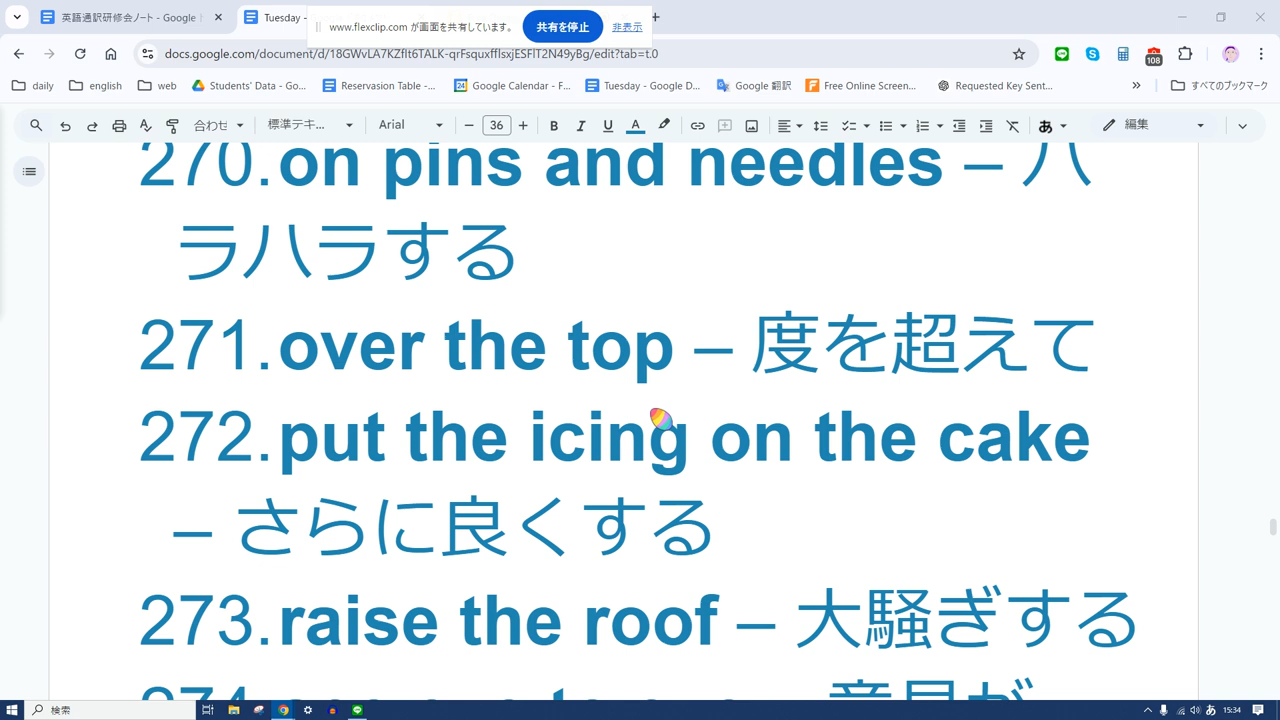 英語通訳研修会ノート - Google
Tuesday -
www.flexclip.com が画面を共有しています。
共有を停止
非表示
docs.google.com/document/d/
edit?tab=t.0
108
daily
english
web
Students' Data - Go...
Reservasion Table -...
Google Calendar - F...
Tuesday - Google D...
Google 翻訳
Free Online Screen...
Requested Key Sent...
すべてのブックマーク
合わせ
標準テキ...
Arial
36
B I U A
あ
編集
270. on pins and needles – ハ
ラハラする
271. over the top – 度を超えて
272. put the icing on the cake
– さらに良くする
273. raise the roof – 大騒ぎする
検索
あ
15:34